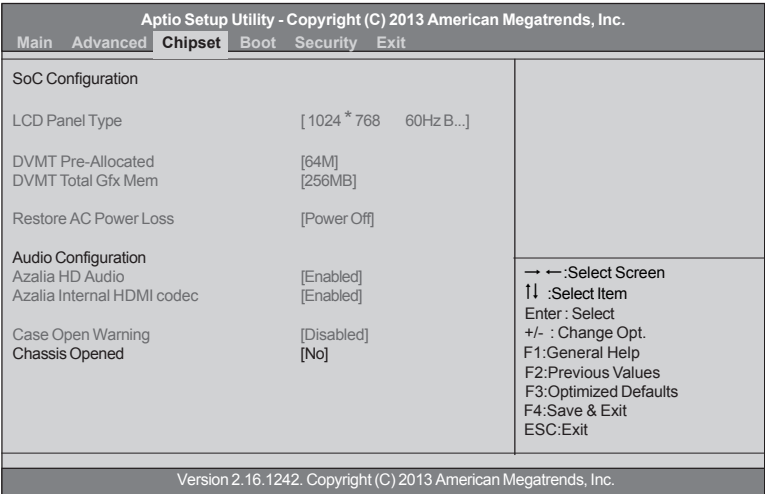 Aptio Setup Utility - Copyright (C) 2013 American Megatrends, Inc.
Main Advanced Chipset Boot Security Exit
SoC Configuration
LCD Panel Type [1024*768 60Hz B...]
DVMT Pre-Allocated [64M]
DVMT Total Gfx Mem [256MB]
Restore AC Power Loss [Power Off]
Audio Configuration
Azalia HD Audio [Enabled]
Azalia Internal HDMI codec [Enabled]
Case Open Warning [Disabled]
Chassis Opened [No]
→ ←:Select Screen
↑↓ :Select Item
Enter : Select
+/- : Change Opt.
F1:General Help
F2:Previous Values
F3:Optimized Defaults
F4:Save & Exit
ESC:Exit
Version 2.16.1242. Copyright (C) 2013 American Megatrends, Inc.